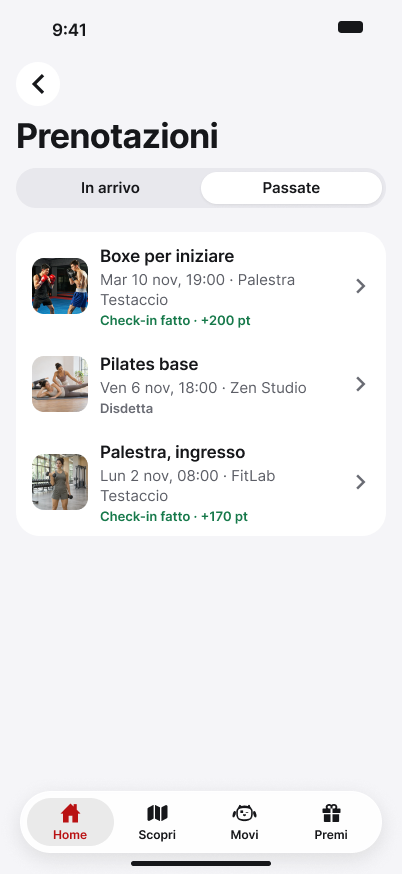 9:41
Prenotazioni
In arrivo
Passate
Boxe per iniziare
Mar 10 nov, 19:00 · Palestra
Testaccio
Check-in fatto · +200 pt
Pilates base
Ven 6 nov, 18:00 · Zen Studio
Disdetta
Palestra, ingresso
Lun 2 nov, 08:00 · FitLab
Testaccio
Check-in fatto · +170 pt
Home
Scopri
Movi
Premi